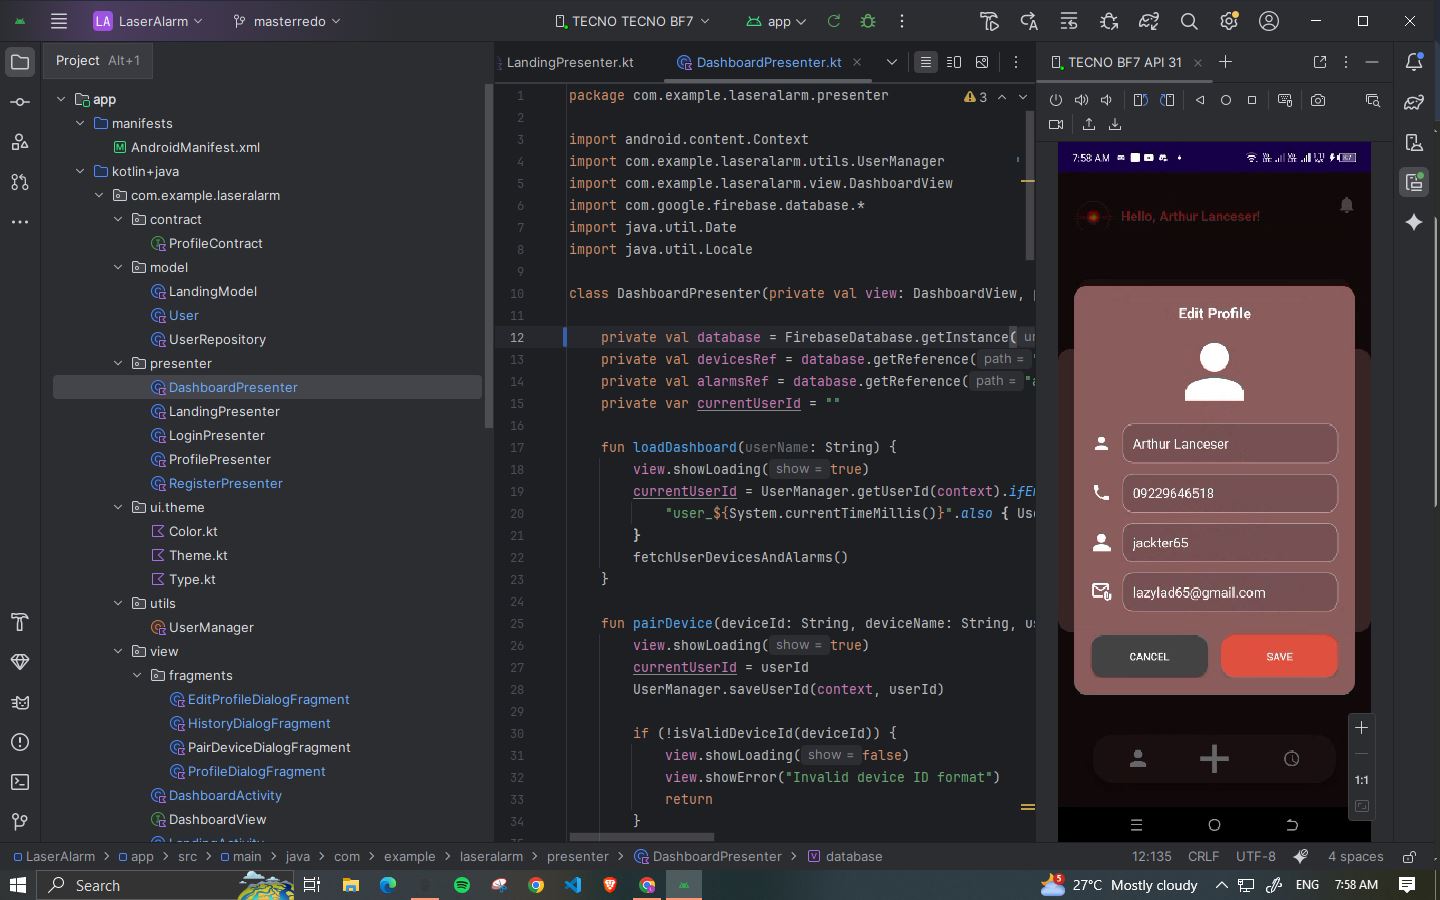 LA LaserAlarm
masterredo
TECNO TECNO BF7
app
Project Alt+1
LandingPresenter.kt
DashboardPresenter.kt
TECNO BF7 API 31
app
manifests
AndroidManifest.xml
kotlin+java
com.example.laseralarm
contract
ProfileContract
model
LandingModel
User
UserRepository
presenter
DashboardPresenter
LandingPresenter
LoginPresenter
ProfilePresenter
RegisterPresenter
ui.theme
Color.kt
Theme.kt
Type.kt
utils
UserManager
view
fragments
EditProfileDialogFragment
HistoryDialogFragment
PairDeviceDialogFragment
ProfileDialogFragment
DashboardActivity
DashboardView
LandingActivity
3
1 package com.example.laseralarm.presenter
2
3 import android.content.Context
4 import com.example.laseralarm.utils.UserManager
5 import com.example.laseralarm.view.DashboardView
6 import com.google.firebase.database.*
7 import java.util.Date
8 import java.util.Locale
9
10 class DashboardPresenter(private val view: DashboardView, p
11
12 private val database = FirebaseDatabase.getInstance( ur
13 private val devicesRef = database.getReference( path = "
14 private val alarmsRef = database.getReference( path = "a
15 private var currentUserId = ""
16
17 fun loadDashboard(userName: String) {
18 view.showLoading( show = true)
19 currentUserId = UserManager.getUserId(context).ifEm
20 "user_${System.currentTimeMillis()}".also { Use
21 }
22 fetchUserDevicesAndAlarms()
23 }
24
25 fun pairDevice(deviceId: String, deviceName: String, us
26 view.showLoading( show = true)
27 currentUserId = userId
28 UserManager.saveUserId(context, userId)
29
30 if (!isValidDeviceId(deviceId)) {
31 view.showLoading( show = false)
32 view.showError("Invalid device ID format")
33 return
34 }
7:58 AM
Hello, Arthur Lanceser!
Edit Profile
Arthur Lanceser
09229646518
jackter65
lazylad65@gmail.com
CANCEL
SAVE
1:1
LaserAlarm > app > src > main > java > com > example > laseralarm > presenter > DashboardPresenter > database
12:135 CRLF UTF-8 4 spaces
Search
5 27°C Mostly cloudy
ENG
7:58 AM